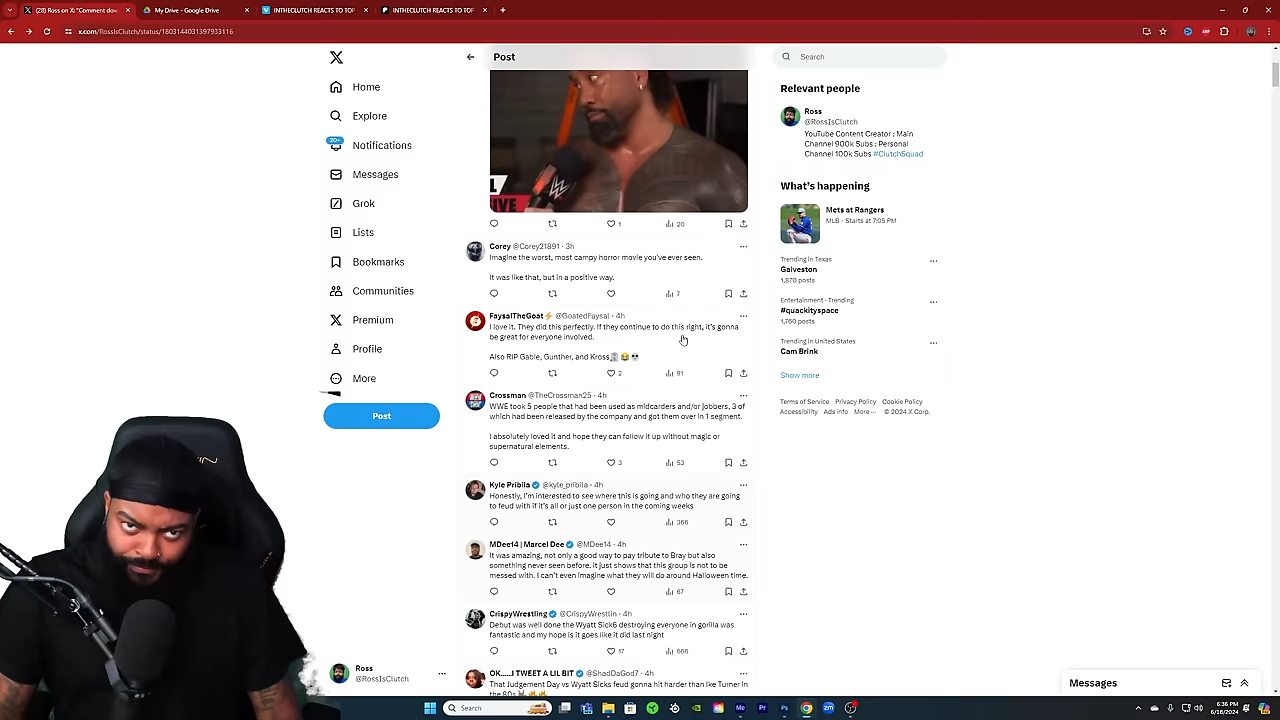 (28) Ross on X: "Comment dow
My Drive - Google Drive
INTHECLUTCH REACTS TO TOP
INTHECLUTCH REACTS TO TOP
x.com/RossIsClutch/status/1803144031397933116
Post
Search
Home
Explore
20+
Notifications
Messages
Grok
Lists
Bookmarks
Communities
Premium
Profile
More
Post
Ross
@RossIsClutch
1
20
Corey @Corey21891 · 3h
Imagine the worst, most campy horror movie you've ever seen.
It was like that, but in a positive way.
7
FaysalTheGoat⚡ @GoatedFaysal · 4h
I love it. They did this perfectly. If they continue to do this right, it's gonna
be great for everyone involved.
Also RIP Gable, Gunther, and Kross🪦😂💀
2
91
Crossman @TheCrossman25 · 4h
WWE took 5 people that had been used as midcarders and/or jobbers, 3 of
which had been released by the company and got them over in 1 segment.
I absolutely loved it and hope they can follow it up without magic or
supernatural elements.
3
53
Kyle Pribila @kyle_pribila · 4h
Honestly, I'm interested to see where this is going and who they are going
to feud with if it's all or just one person in the coming weeks
366
MDee14 | Marcel Dee @MDee14 · 4h
It was amazing, not only a good way to pay tribute to Bray but also
something never seen before. It just shows that this group is not to be
messed with. I can't even imagine what they will do around Halloween time.
67
CrispyWrestling @CrispyWrestlin · 4h
Debut was well done the Wyatt Sick6 destroying everyone in gorilla was
fantastic and my hope is it goes like it did last night
17
666
OK......I TWEET A LIL BIT @ShadDaGod7 · 4h
That Judgement Day vs Wyatt Sicks feud gonna hit harder than Ike Turner in
the 80s
Relevant people
Ross
@RossIsClutch
YouTube Content Creator ; Main
Channel 900k Subs ; Personal
Channel 100k Subs #ClutchSquad
What's happening
Mets at Rangers
MLB · Starts at 7:05 PM
Trending in Texas
Galveston
1,870 posts
Entertainment · Trending
#quackityspace
1,760 posts
Trending in United States
Cam Brink
Show more
Terms of Service Privacy Policy Cookie Policy
Accessibility Ads info More ··· © 2024 X Corp.
Messages
Search
6:36 PM
6/18/2024